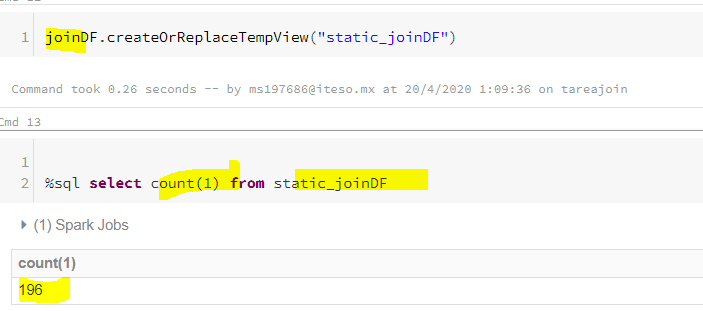 1 joinDF.createOrReplaceTempView("static_joinDF")
Command took 0.26 seconds -- by ms197686@iteso.mx at 20/4/2020 1:09:36 on tareajoin
Cmd 13
1
2 %sql select count(1) from static_joinDF
(1) Spark Jobs
count(1)
196